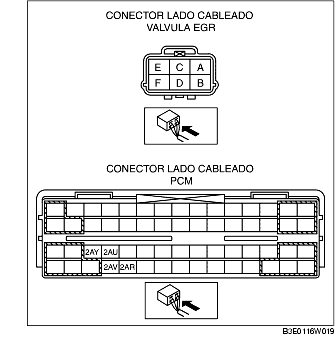 CONECTOR LADO CABLEADO
VALVULA EGR
E C A
F D B
CONECTOR LADO CABLEADO
PCM
2AY 2AU
2AV 2AR
B3E0116W019